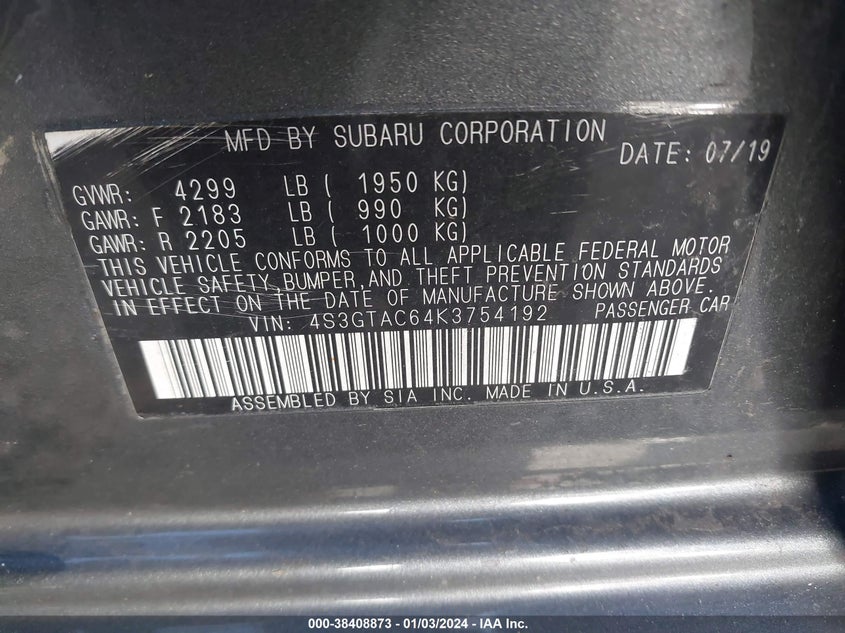 MFD BY SUBARU CORPORATION DATE: 07/19
GVWR: 4299 LB ( 1950 KG)
GAWR: F 2183 LB ( 990 KG)
GAWR: R 2205 LB ( 1000 KG)
THIS VEHICLE CONFORMS TO ALL APPLICABLE FEDERAL MOTOR
VEHICLE SAFETY, BUMPER, AND THEFT PREVENTION STANDARDS
IN EFFECT ON THE DATE OF MANUFACTURE SHOWN ABOVE.
VIN: 4S3GTAC64K3754192 PASSENGER CAR
ASSEMBLED BY SIA INC. MADE IN U.S.A.
000-38408873 - 01/03/2024 - IAA Inc.